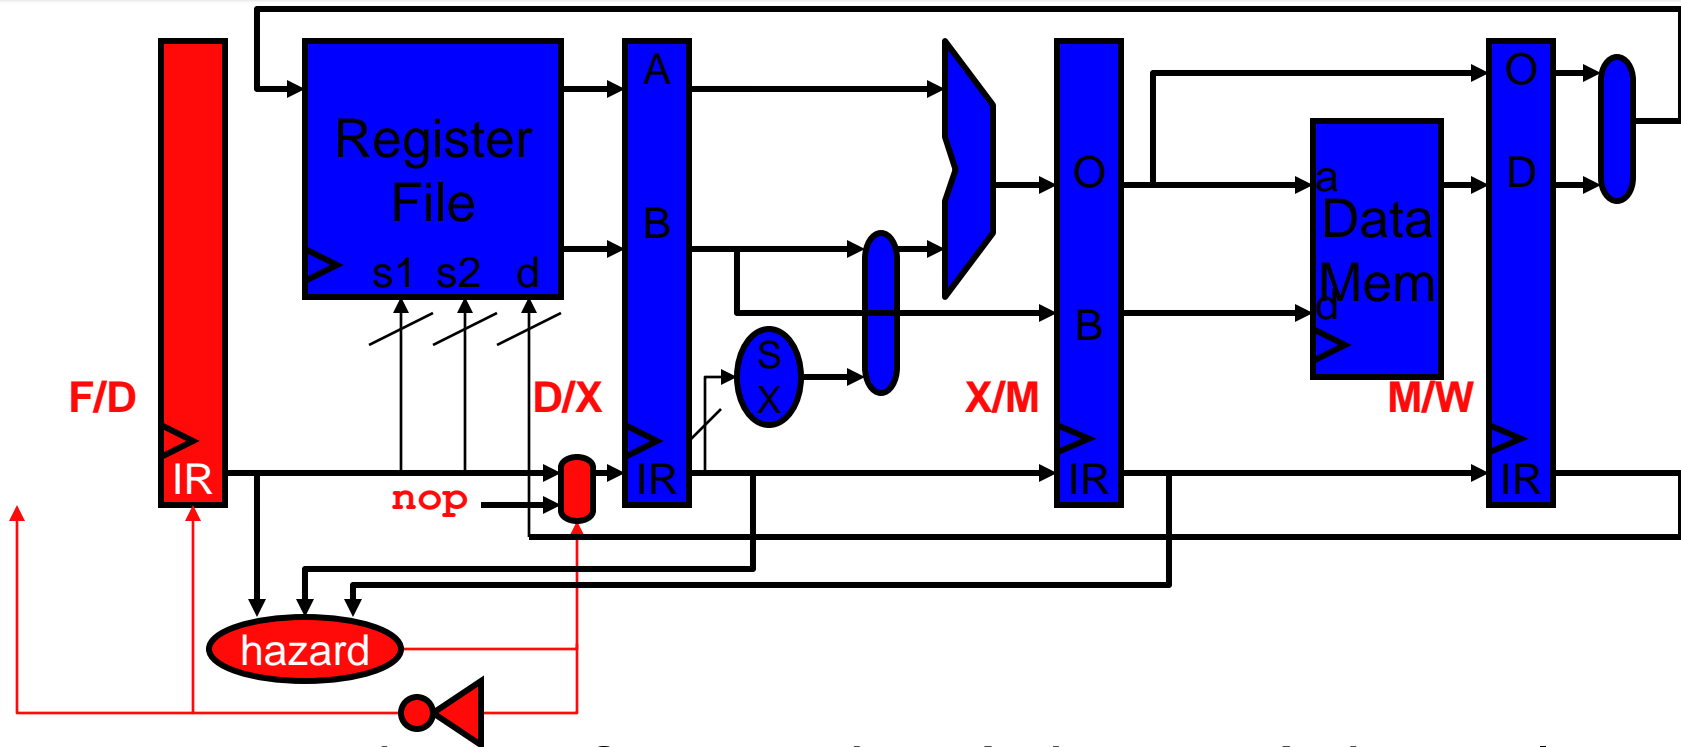 A
Register
File
B
s1 s2 d
O
B
S
X
a
Data
Mem
d
O
D
F/D
D/X
X/M
M/W
IR
nop
IR
IR
IR
hazard